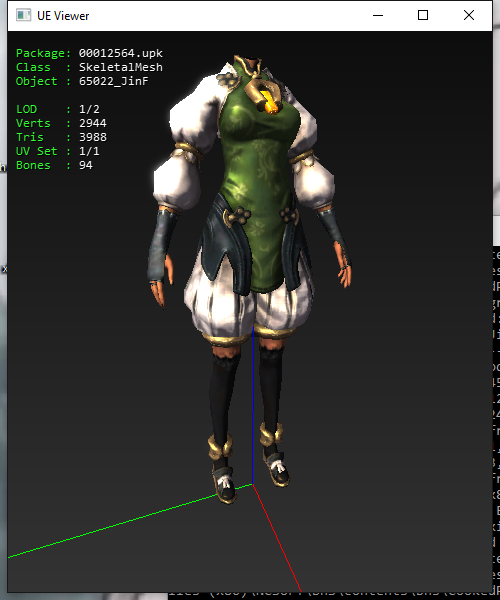 UE Viewer
Package: 00012564.upk
Class : SkeletalMesh
Object : 65022_JinF
LOD : 1/2
Verts : 2944
Tris : 3988
UV Set : 1/1
Bones : 94